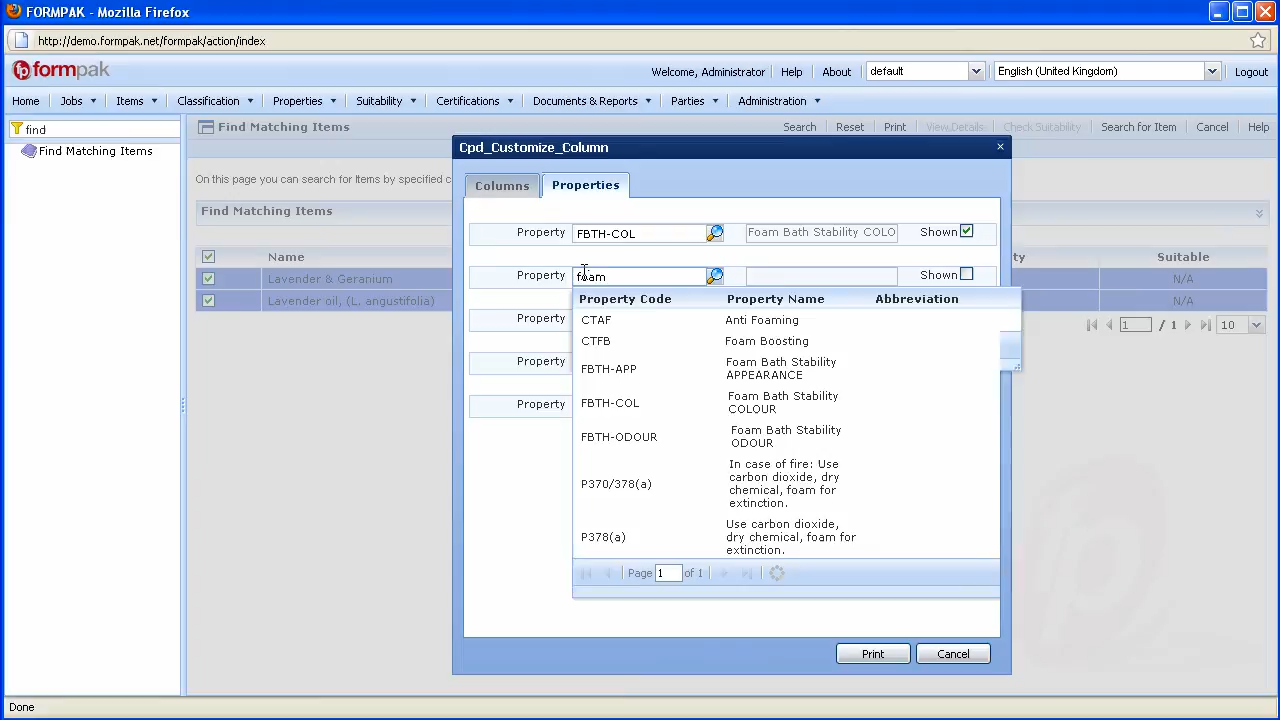 FORMPAK - Mozilla Firefox
http://demo.formpak.net/formpak/action/index
fp formpak
Welcome, Administrator Help About default English (United Kingdom) Logout
Home Jobs Items Classification Properties Suitability Certifications Documents & Reports Parties Administration
find
Find Matching Items
Find Matching Items Search Reset Print View Details Check Suitability Search for Item Cancel Help
On this page you can search for Items by specified
Find Matching Items
Name Suitable
Lavender & Geranium N/A
Lavender oil, (L. angustifolia) N/A
1 / 1 10
Cpd_Customize_Column
Columns Properties
Property FBTH-COL Foam Bath Stability COLO Shown
Property foam Shown
Property
Property
Property
Property Code Property Name Abbreviation
CTAF Anti Foaming
CTFB Foam Boosting
FBTH-APP Foam Bath Stability
APPEARANCE
FBTH-COL Foam Bath Stability
COLOUR
FBTH-ODOUR Foam Bath Stability
ODOUR
P370/378(a) In case of fire: Use
carbon dioxide, dry
chemical, foam for
extinction.
P378(a) Use carbon dioxide,
dry chemical, foam for
extinction.
Page 1 of 1
Print Cancel
Done